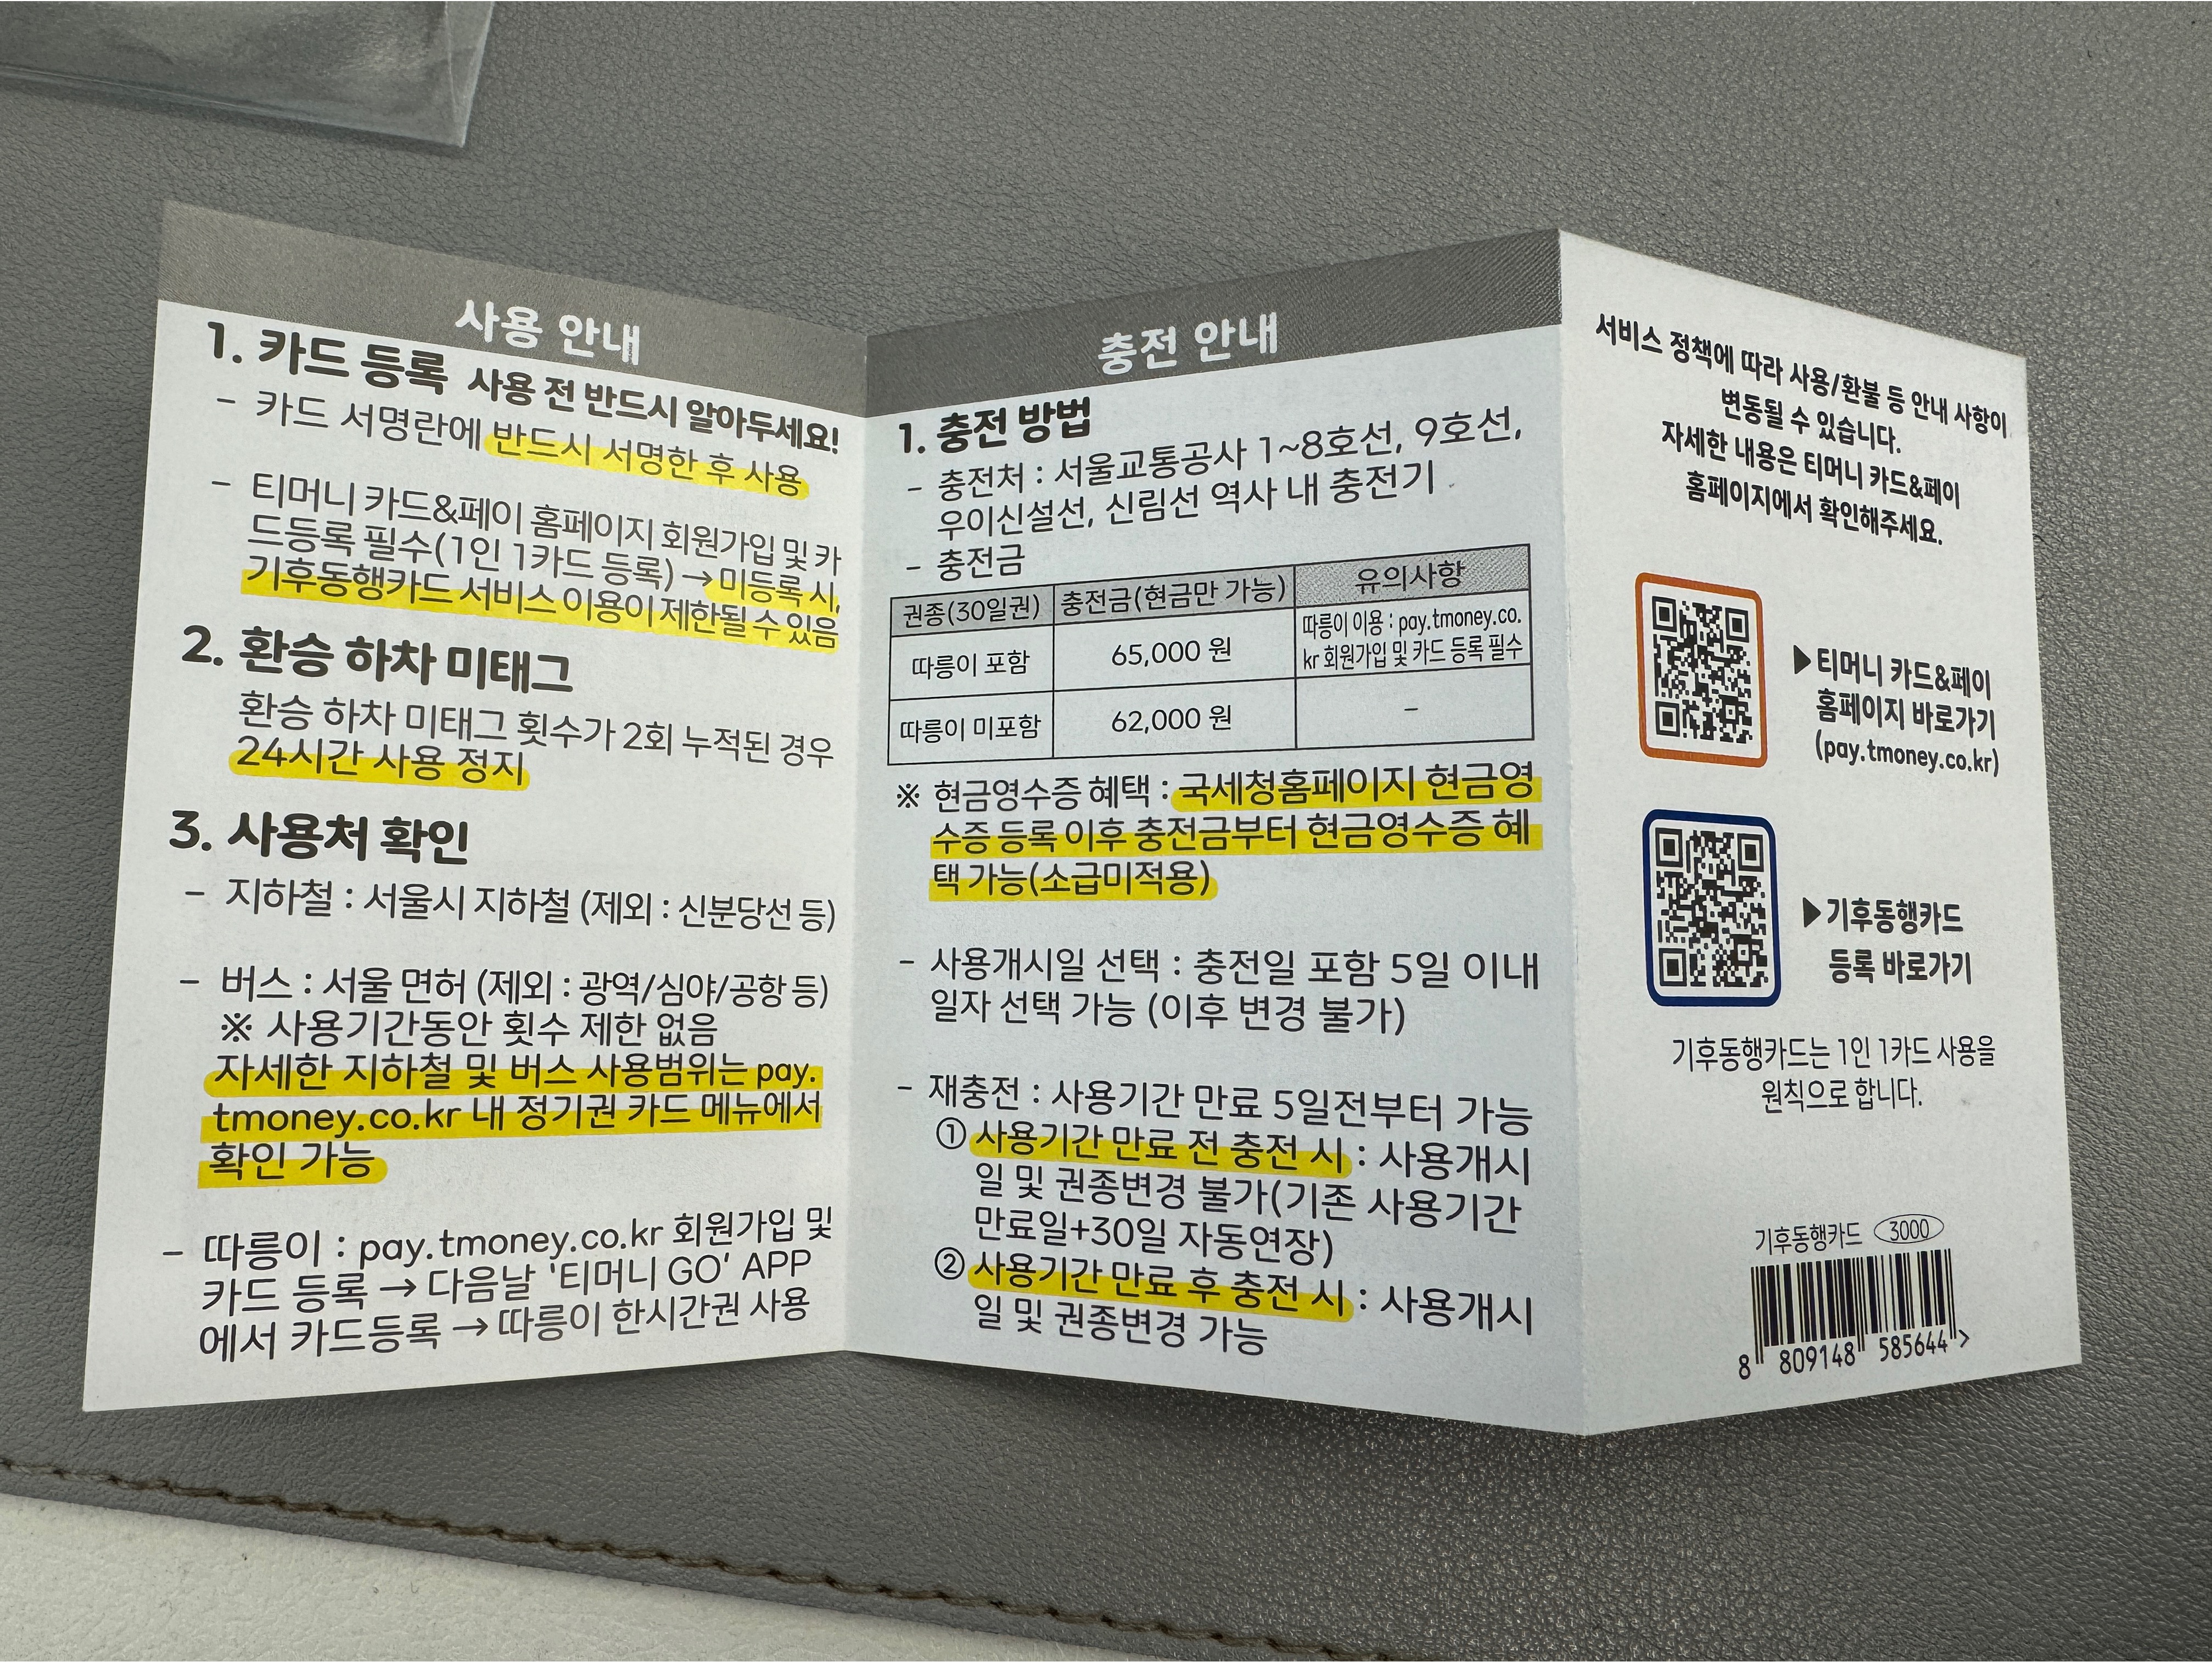 사용 안내
1. 카드 등록 사용 전 반드시 알아두세요!
- 카드 서명란에 반드시 서명한 후 사용
- 티머니 카드&페이 홈페이지 회원가입 및 카
드등록 필수(1인 1카드 등록) → 미등록 시,
기후동행카드 서비스 이용이 제한될 수 있음
2. 환승 하차 미태그
환승 하차 미태그 횟수가 2회 누적된 경우
24시간 사용 정지
3. 사용처 확인
- 지하철 : 서울시 지하철 (제외 : 신분당선 등)
- 버스 : 서울 면허 (제외 : 광역/심야/공항 등)
※ 사용기간동안 횟수 제한 없음
자세한 지하철 및 버스 사용범위는 pay.
tmoney.co.kr 내 정기권 카드 메뉴에서
확인 가능
- 따릉이 : pay.tmoney.co.kr 회원가입 및
카드 등록 → 다음날 '티머니 GO' APP
에서 카드등록 → 따릉이 한시간권 사용
충전 안내
1. 충전 방법
- 충전처 : 서울교통공사 1~8호선, 9호선,
우이신설선, 신림선 역사 내 충전기
- 충전금
권종(30일권) 충전금(현금만 가능) 유의사항
따릉이 포함 65,000 원 따릉이 이용 : pay.tmoney.co.
kr 회원가입 및 카드 등록 필수
따릉이 미포함 62,000 원 -
※ 현금영수증 혜택 : 국세청홈페이지 현금영
수증 등록 이후 충전금부터 현금영수증 혜
택 가능(소급미적용)
- 사용개시일 선택 : 충전일 포함 5일 이내
일자 선택 가능 (이후 변경 불가)
- 재충전 : 사용기간 만료 5일전부터 가능
① 사용기간 만료 전 충전 시 : 사용개시
일 및 권종변경 불가(기존 사용기간
만료일+30일 자동연장)
② 사용기간 만료 후 충전 시 : 사용개시
일 및 권종변경 가능
서비스 정책에 따라 사용/환불 등 안내 사항이
변동될 수 있습니다.
자세한 내용은 티머니 카드&페이
홈페이지에서 확인해주세요.
▶티머니 카드&페이
홈페이지 바로가기
(pay.tmoney.co.kr)
▶기후동행카드
등록 바로가기
기후동행카드는 1인 1카드 사용을
원칙으로 합니다.
기후동행카드 3000
8 809148 585644 >